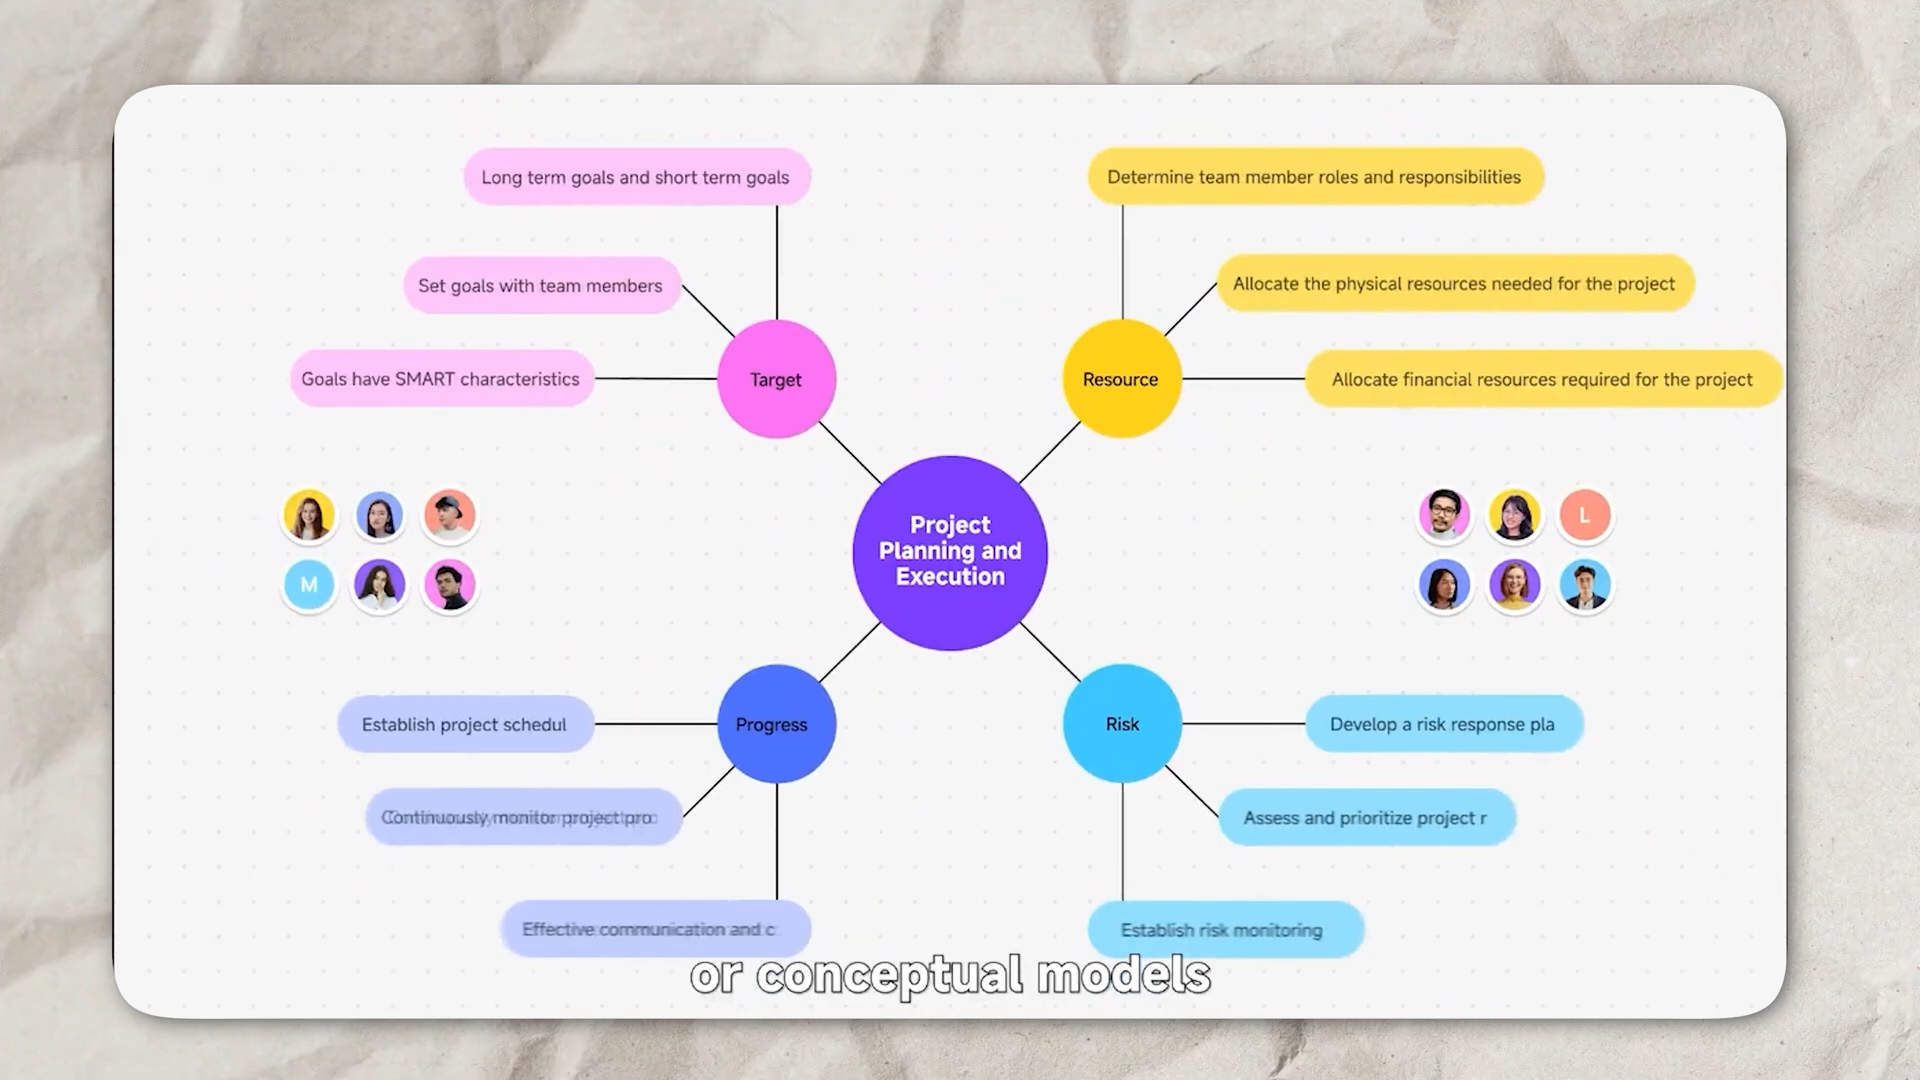 Long term goals and short term goals
Set goals with team members
Goals have SMART characteristics
Target
Determine team member roles and responsibilities
Allocate the physical resources needed for the project
Allocate financial resources required for the project
Resource
Project
Planning and
Execution
M
L
Progress
Establish project schedul
Continuously monitor project pro
Effective communication and c
Risk
Develop a risk response pla
Assess and prioritize project r
Establish risk monitoring
or conceptual models